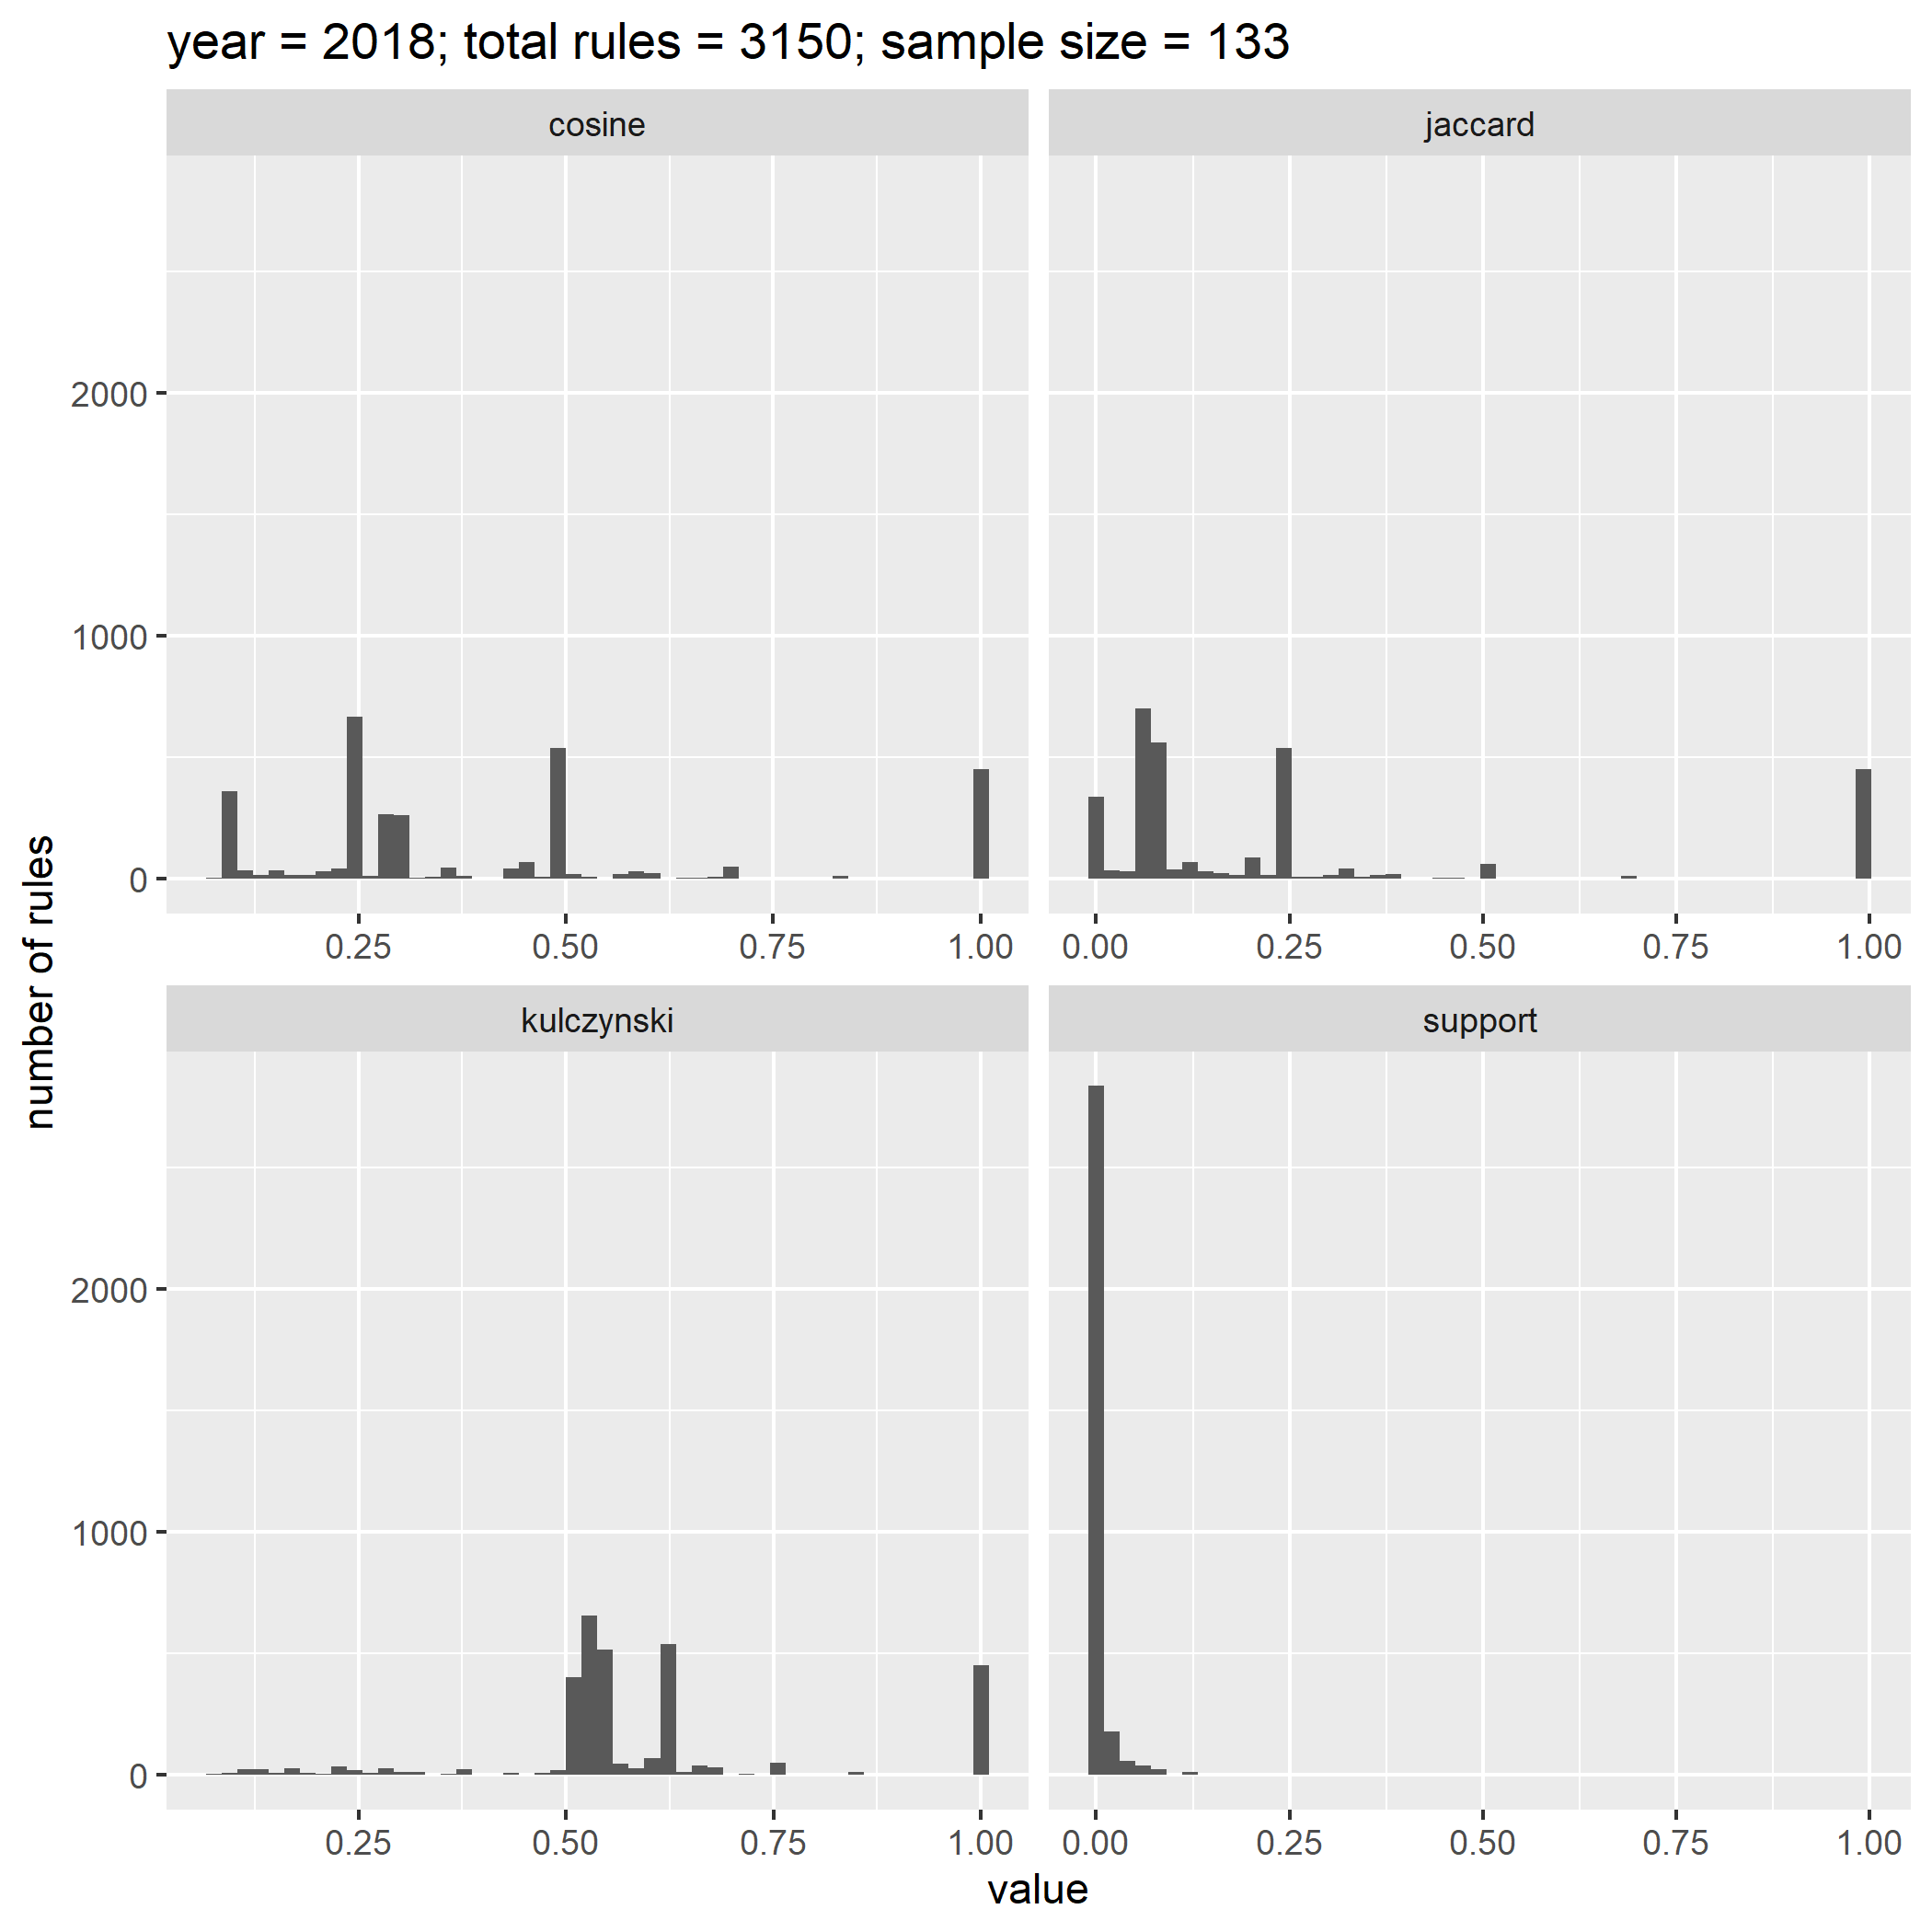 year = 2018; total rules = 3150; sample size = 133
cosine
jaccard
2000
1000
0
0.25 0.50 0.75 1.00
0.00 0.25 0.50 0.75 1.00
number of rules
kulczynski
support
2000
1000
0
0.25 0.50 0.75 1.00
0.00 0.25 0.50 0.75 1.00
value